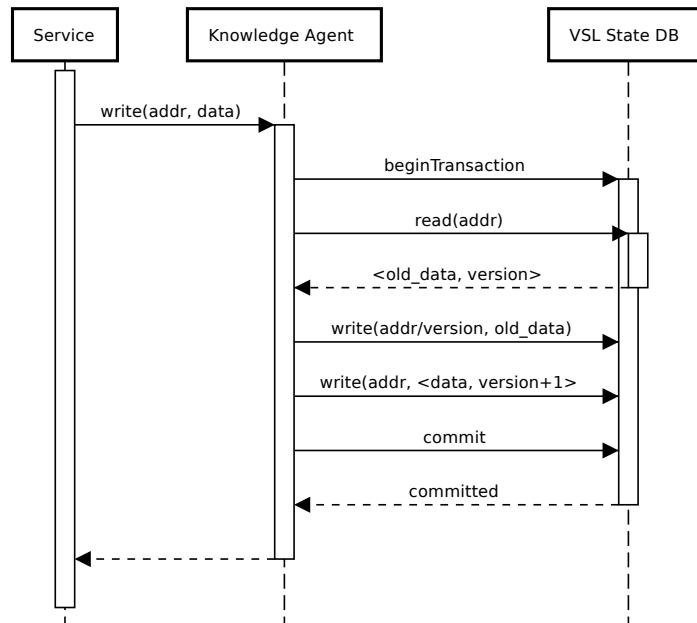 Service
Knowledge Agent
VSL State DB
write(addr, data)
beginTransaction
read(addr)
<old_data, version>
write(addr/version, old_data)
write(addr, <data, version+1>
commit
committed